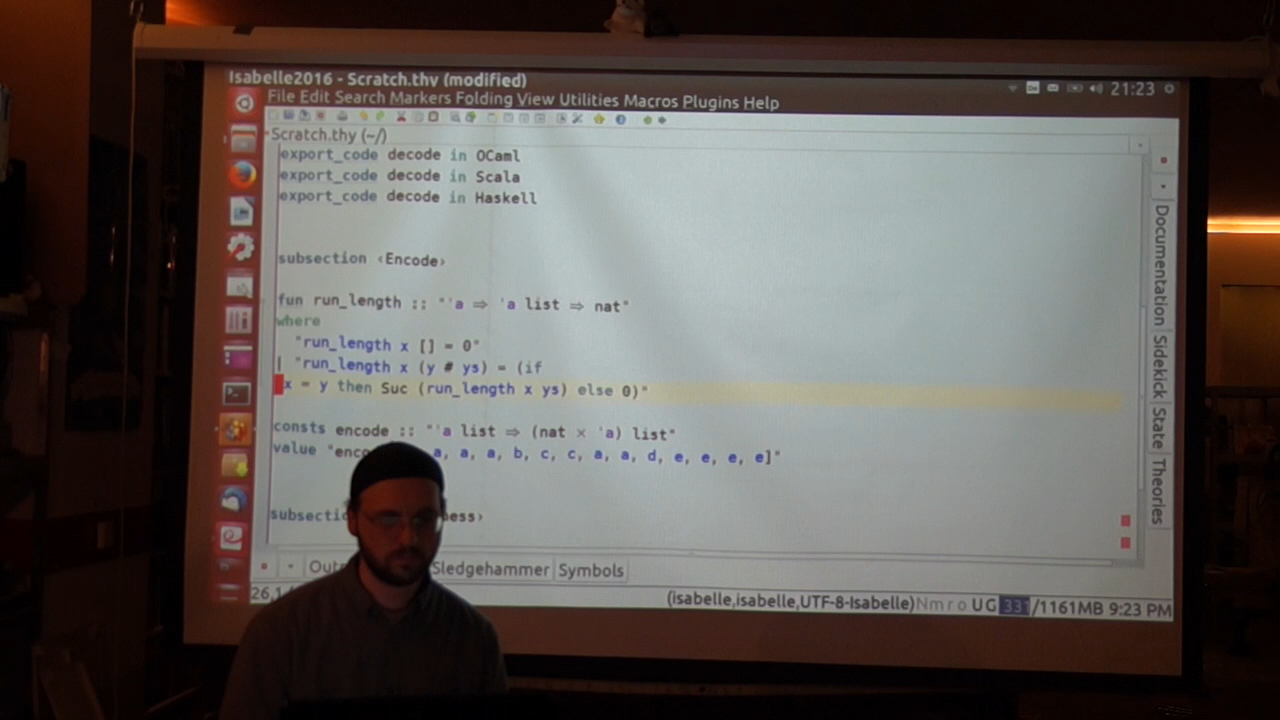 Isabelle2016 - Scratch.thy (modified)
21:23
File Edit Search Markers Folding View Utilities Macros Plugins Help
Scratch.thy (~/)
export_code decode in OCaml
export_code decode in Scala
export_code decode in Haskell
subsection ‹Encode›
fun run_length :: "'a ⇒ 'a list ⇒ nat"
where
"run_length x [] = 0"
| "run_length x (y # ys) = (if
x = y then Suc (run_length x ys) else 0)"
consts encode :: "'a list ⇒ (nat × 'a) list"
value "enco a, a, a, b, c, c, a, a, d, e, e, e, e]"
subsectio ess›
Documentation
Sidekick
State
Theories
Sledgehammer Symbols
(isabelle,isabelle,UTF-8-Isabelle)N m r o U G 331/1161MB 9:23 PM